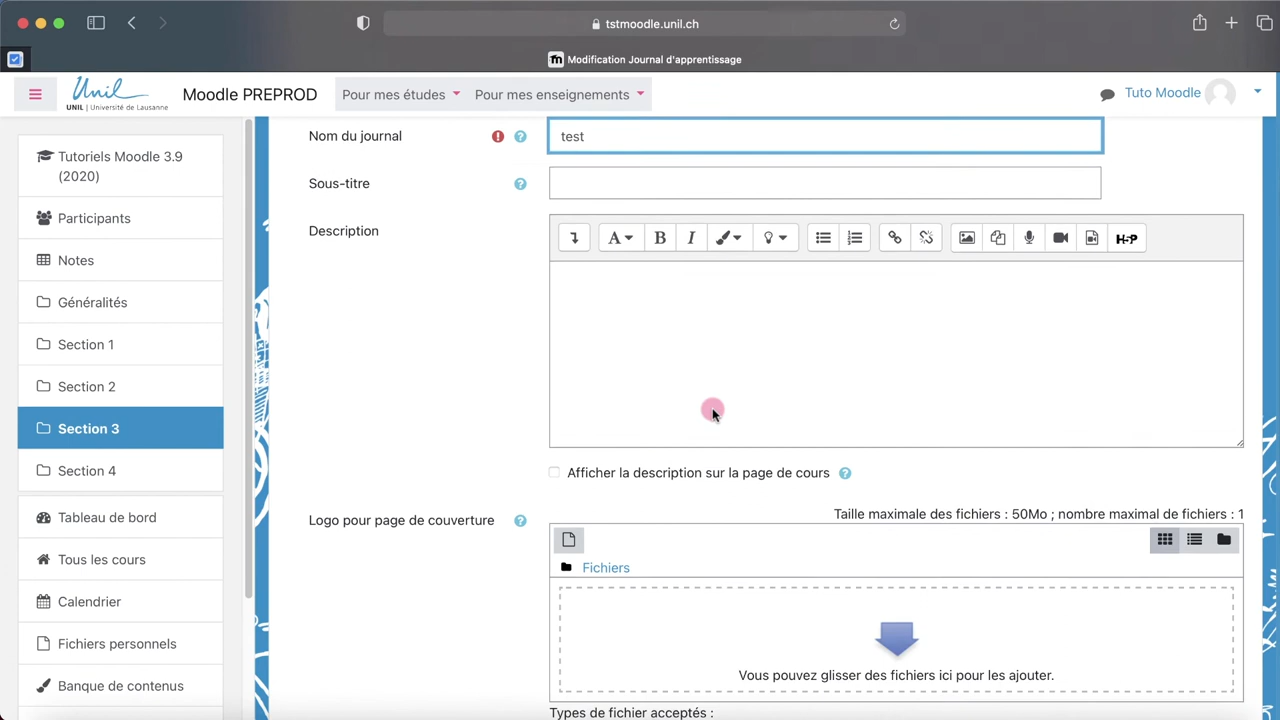 tstmoodle.unil.ch
Modification Journal d'apprentissage
Unil
UNIL | Université de Lausanne
Moodle PREPROD
Pour mes études
Pour mes enseignements
Tuto Moodle
Tutoriels Moodle 3.9
(2020)
Participants
Notes
Généralités
Section 1
Section 2
Section 3
Section 4
Tableau de bord
Tous les cours
Calendrier
Fichiers personnels
Banque de contenus
Nom du journal
test
Sous-titre
Description
A
B
I
H-P
Afficher la description sur la page de cours
Logo pour page de couverture
Taille maximale des fichiers : 50Mo ; nombre maximal de fichiers : 1
Fichiers
Vous pouvez glisser des fichiers ici pour les ajouter.
Types de fichier acceptés :